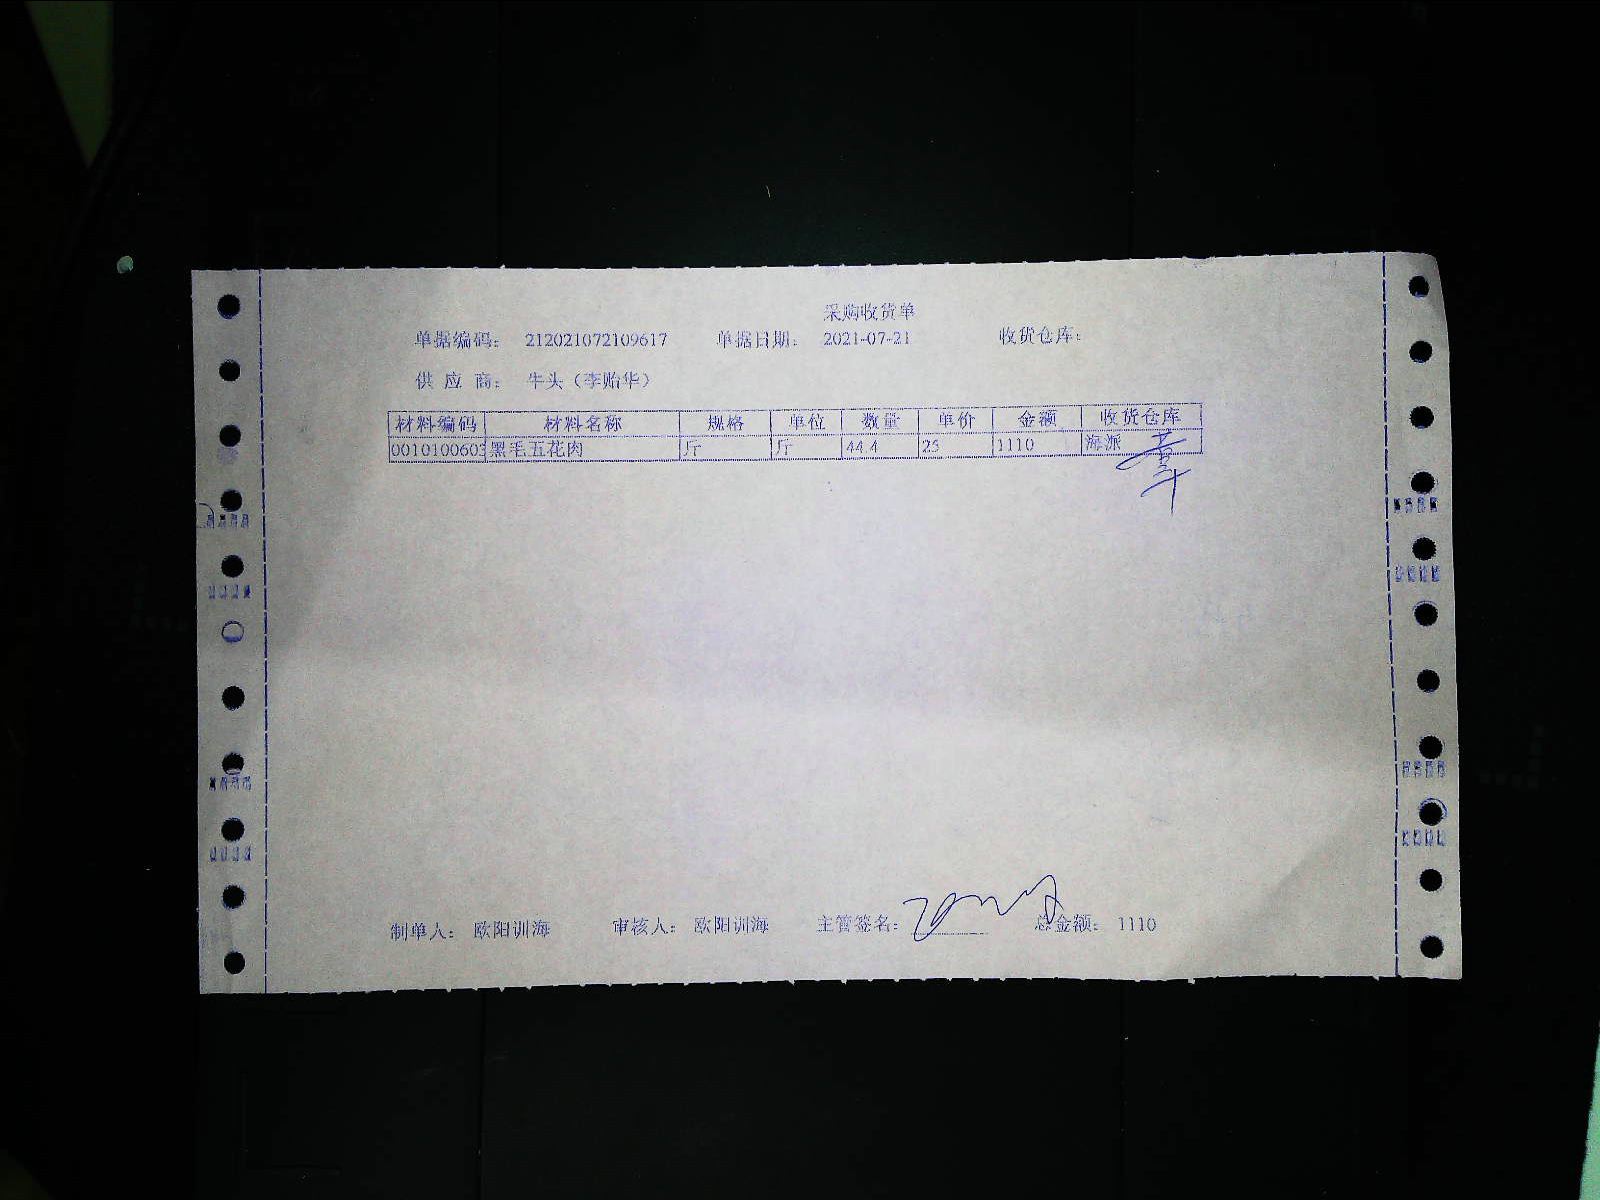 采购收货单
单据编码: 212021072109617 单据日期: 2021-07-21 收货仓库:
供应商: 牛头（李贻华）
材料编码 材料名称 规格 单位 数量 单价 金额 收货仓库
0010100603 黑毛五花肉 斤 斤 44.4 25 1110 海派
制单人: 欧阳训海 审核人: 欧阳训海 主管签名: 总金额: 1110